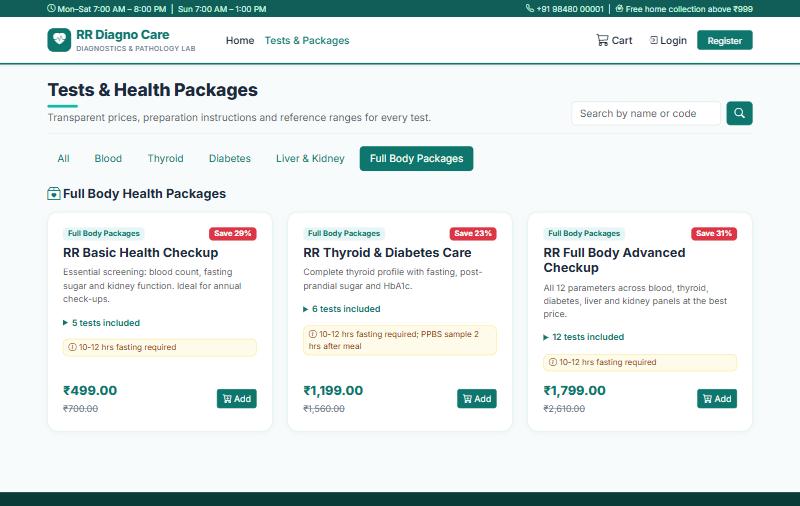 Mon-Sat 7:00 AM – 8:00 PM | Sun 7:00 AM – 1:00 PM
+91 98480 00001 | Free home collection above ₹999
RR Diagno Care
DIAGNOSTICS & PATHOLOGY LAB
Home Tests & Packages
Cart Login Register
Tests & Health Packages
Transparent prices, preparation instructions and reference ranges for every test.
Search by name or code
All Blood Thyroid Diabetes Liver & Kidney Full Body Packages
Full Body Health Packages
Full Body Packages Save 29%
RR Basic Health Checkup
Essential screening: blood count, fasting
sugar and kidney function. Ideal for annual
check-ups.
5 tests included
10-12 hrs fasting required
₹499.00
₹700.00
Add
Full Body Packages Save 23%
RR Thyroid & Diabetes Care
Complete thyroid profile with fasting, post-
prandial sugar and HbA1c.
6 tests included
10-12 hrs fasting required; PPBS sample 2
hrs after meal
₹1,199.00
₹1,560.00
Add
Full Body Packages Save 31%
RR Full Body Advanced
Checkup
All 12 parameters across blood, thyroid,
diabetes, liver and kidney panels at the best
price.
12 tests included
10-12 hrs fasting required
₹1,799.00
₹2,610.00
Add